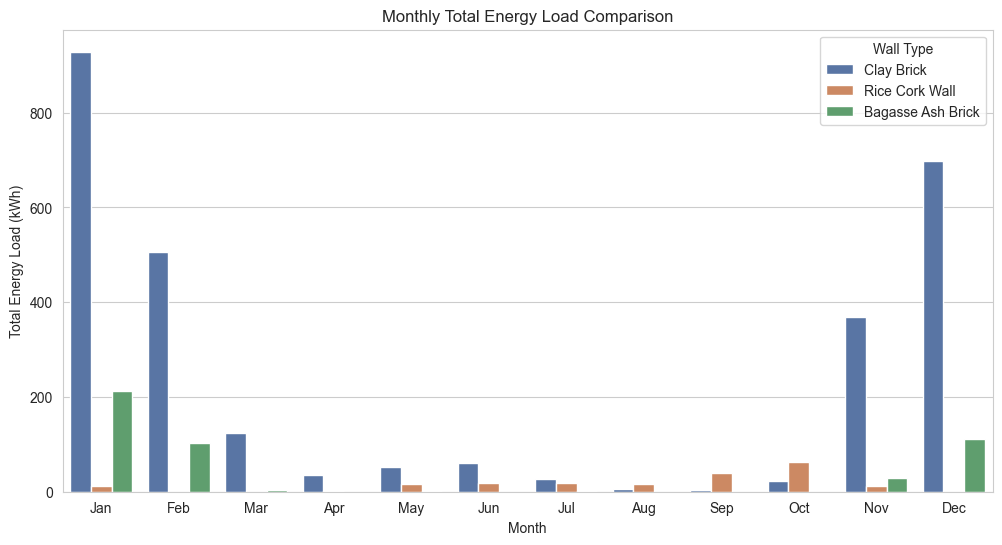 Monthly Total Energy Load Comparison
Wall Type
Clay Brick
Rice Cork Wall
Bagasse Ash Brick
Total Energy Load (kWh)
800
600
400
200
0
Jan Feb Mar Apr May Jun Jul Aug Sep Oct Nov Dec
Month